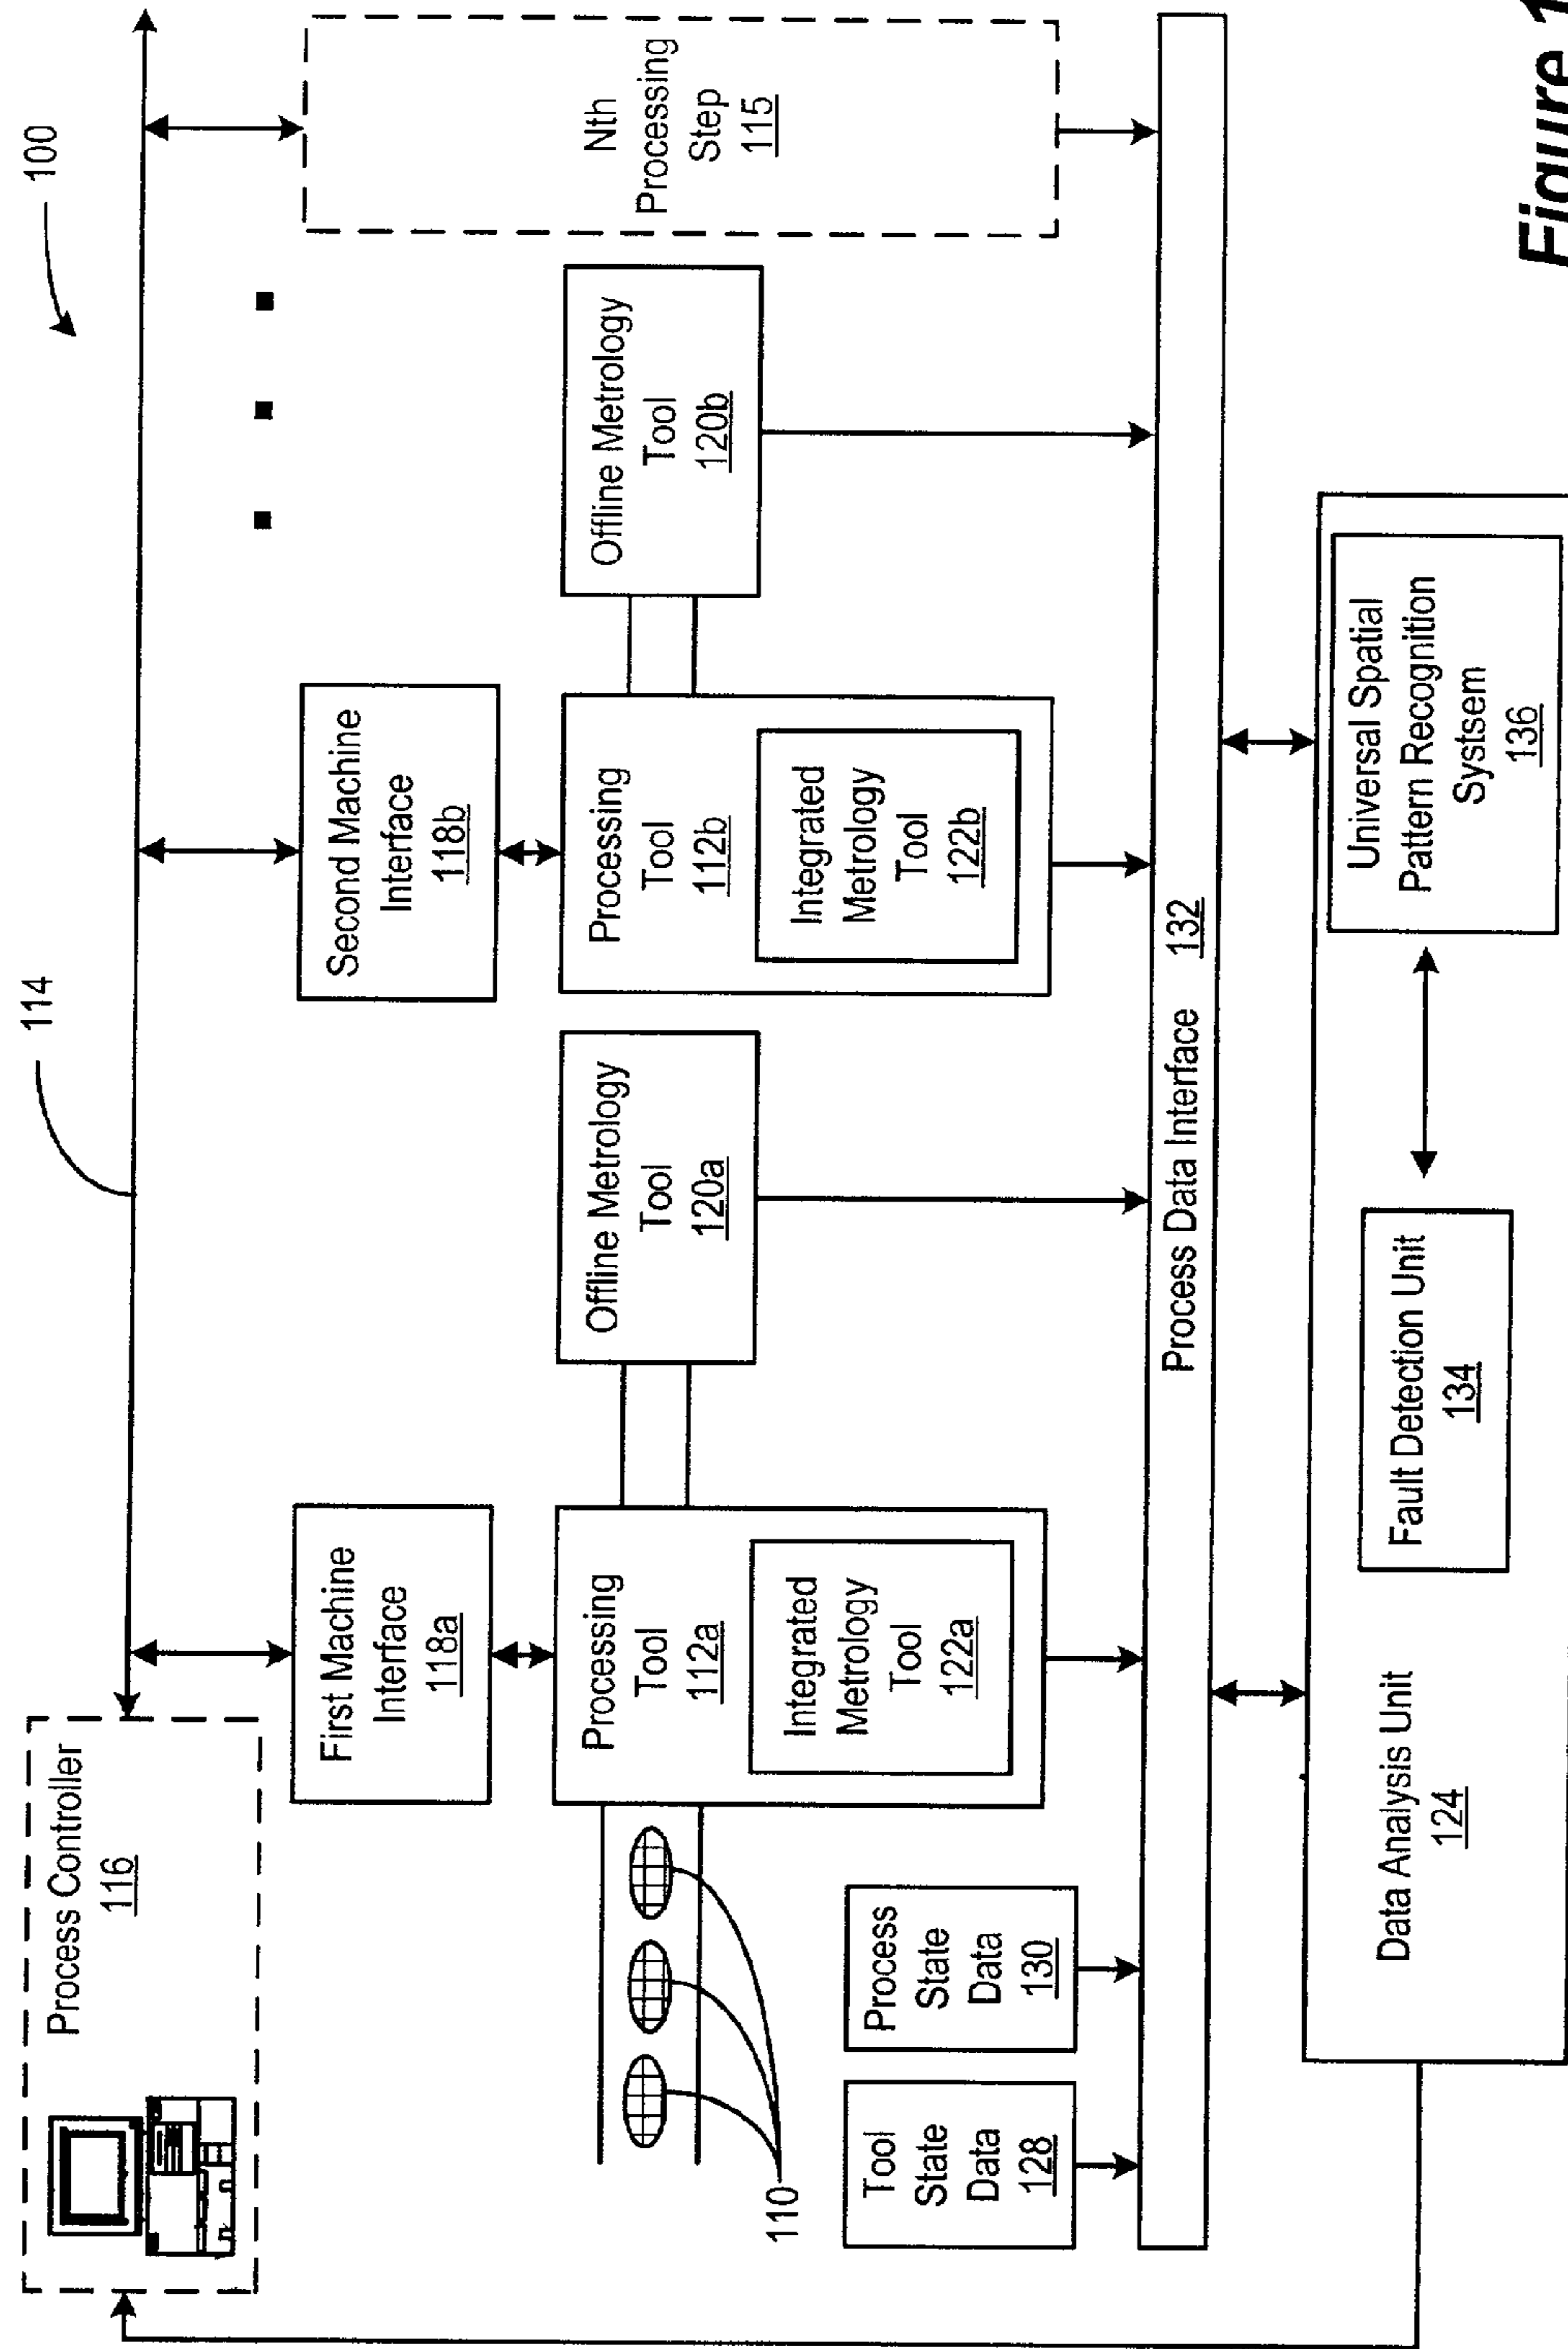 100
114
Process Controller
116
First Machine
Interface
118a
Second Machine
Interface
118b
Nth
Processing
Step
115
Processing
Tool
112a
Integrated
Metrology
Tool
122a
Offline Metrology
Tool
120a
Processing
Tool
112b
Integrated
Metrology
Tool
122b
Offline Metrology
Tool
120b
110
Tool
State
Data
128
Process
State
Data
130
Process Data Interface 132
Data Analysis Unit
124
Fault Detection Unit
134
Universal Spatial
Pattern Recognition
Systsem
136
Figure 1